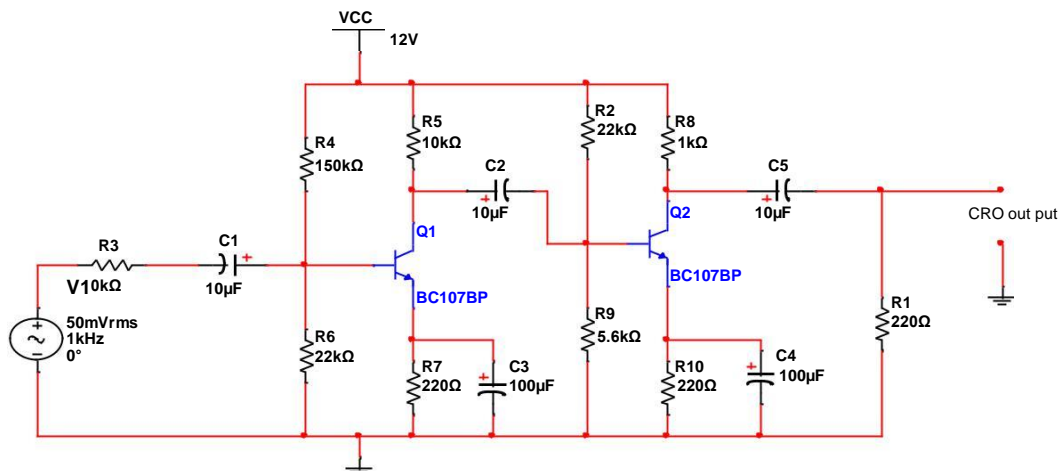 VCC
12V
R4
150kΩ
R5
10kΩ
R2
22kΩ
R8
1kΩ
C2
10µF
C5
10µF
CRO out put
Q1
BC107BP
Q2
BC107BP
R3
V1
0kΩ
C1
10µF
50mVrms
1kHz
0°
R6
22kΩ
R7
220Ω
C3
100µF
R9
5.6kΩ
R10
220Ω
C4
100µF
R1
220Ω